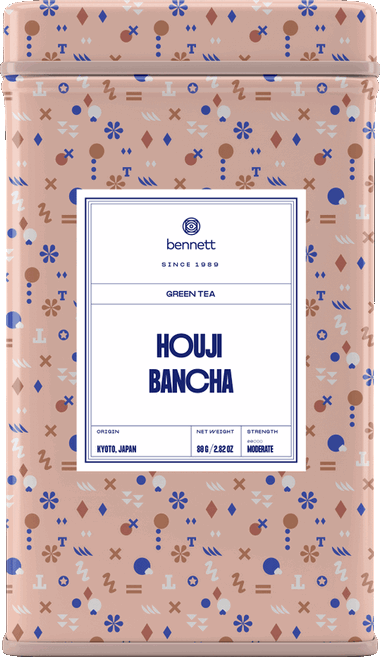 bennett
SINCE 1989
GREEN TEA
HOUJI
BANCHA
ORIGIN
KYOTO, JAPAN
NET WEIGHT
80 G / 2.82 OZ
STRENGTH
MODERATE